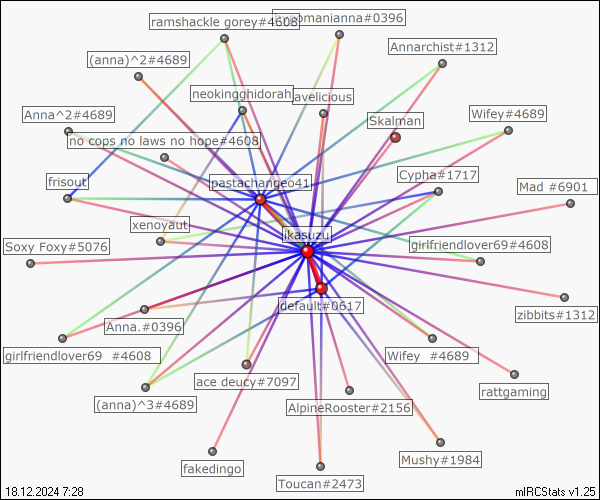 ramshackle gorey#4608
hypomanianna#0396
Annarchist#1312
(anna)^2#4689
neokingghidorah
avelicious
Anna^2#4689
Skalman
Wifey#4689
no cops no laws no hope#4608
frisout
pastachange041
Cypha#1717
Mad #6901
xenoyaut
ikasuzu
Soxy Foxy#5076
girlfriendlover69#4608
default#0617
zibbits#1312
Anna.#0396
girlfriendlover69 #4608
Wifey #4689
ace deucy#7097
rattgaming
(anna)^3#4689
AlpineRooster#2156
fakedingo
Mushy#1984
Toucan#2473
18.12.2024 7:28
mIRCStats v1.25